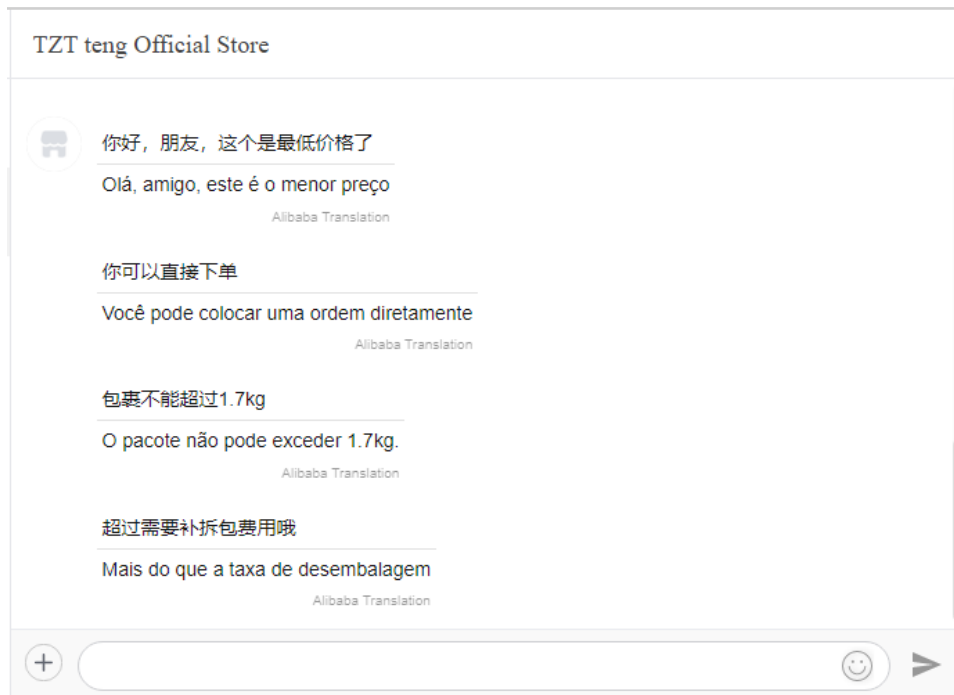 TZT teng Official Store
你好，朋友，这个是最低价格了
Olá, amigo, este é o menor preço
Alibaba Translation
你可以直接下单
Você pode colocar uma ordem diretamente
Alibaba Translation
包裹不能超过1.7kg
O pacote não pode exceder 1.7kg.
Alibaba Translation
超过需要补拆包费用哦
Mais do que a taxa de desembalagem
Alibaba Translation